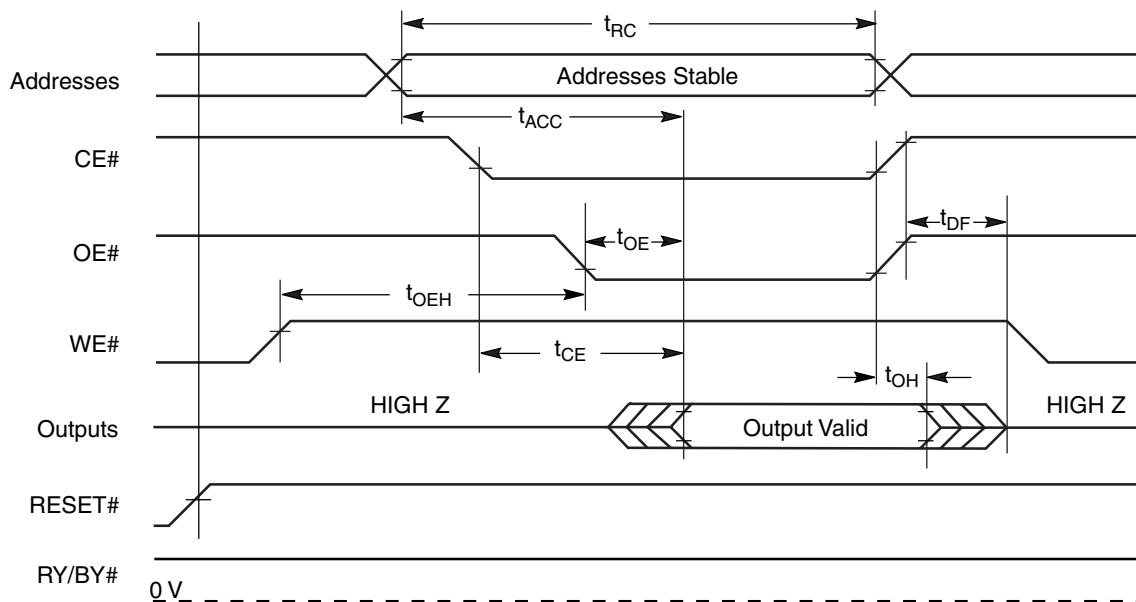 tRC
Addresses
Addresses Stable
tACC
CE#
tDF
OE#
tOE
tOEH
WE#
tCE
tOH
HIGH Z
HIGH Z
Outputs
Output Valid
RESET#
RY/BY#
0 V